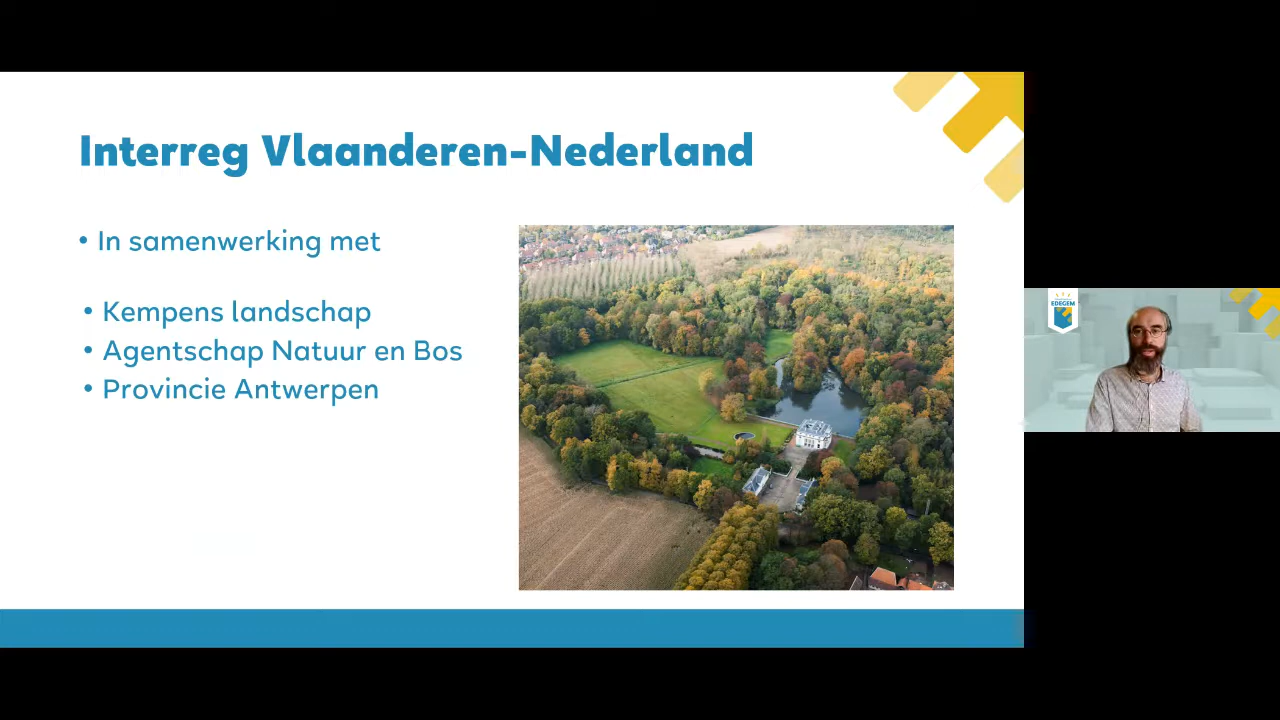 Interreg Vlaanderen-Nederland
• In samenwerking met
• Kempens landschap
• Agentschap Natuur en Bos
• Provincie Antwerpen
EDEGEM